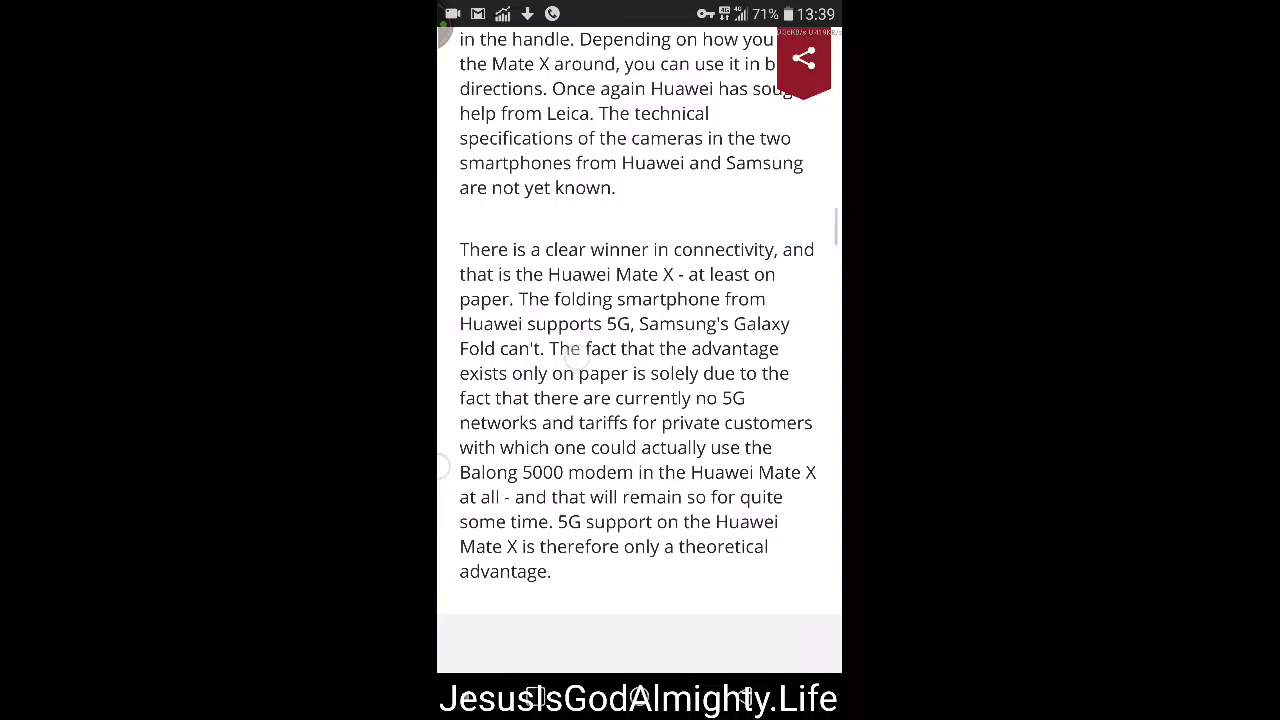 71% 13:39
in the handle. Depending on how you
the Mate X around, you can use it in b
directions. Once again Huawei has soug
help from Leica. The technical
specifications of the cameras in the two
smartphones from Huawei and Samsung
are not yet known.
There is a clear winner in connectivity, and
that is the Huawei Mate X - at least on
paper. The folding smartphone from
Huawei supports 5G, Samsung's Galaxy
Fold can't. The fact that the advantage
exists only on paper is solely due to the
fact that there are currently no 5G
networks and tariffs for private customers
with which one could actually use the
Balong 5000 modem in the Huawei Mate X
at all - and that will remain so for quite
some time. 5G support on the Huawei
Mate X is therefore only a theoretical
advantage.
JesusIsGodAlmighty.Life